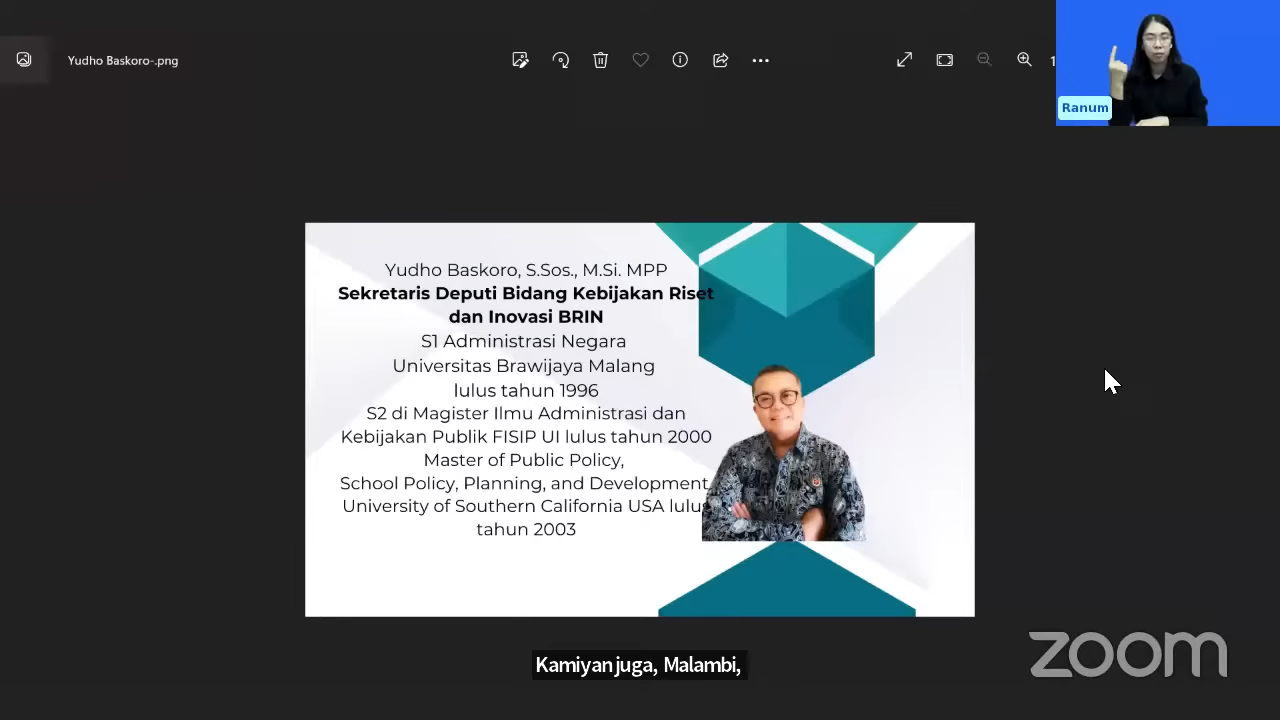 Yudho Baskoro-.png
1
Ranum
Yudho Baskoro, S.Sos., M.Si. MPP
Sekretaris Deputi Bidang Kebijakan Riset
dan Inovasi BRIN
S1 Administrasi Negara
Universitas Brawijaya Malang
lulus tahun 1996
S2 di Magister Ilmu Administrasi dan
Kebijakan Publik FISIP UI lulus tahun 2000
Master of Public Policy,
School Policy, Planning, and Development,
University of Southern California USA lulus
tahun 2003
Kamiyan juga, Malambi,
zoom